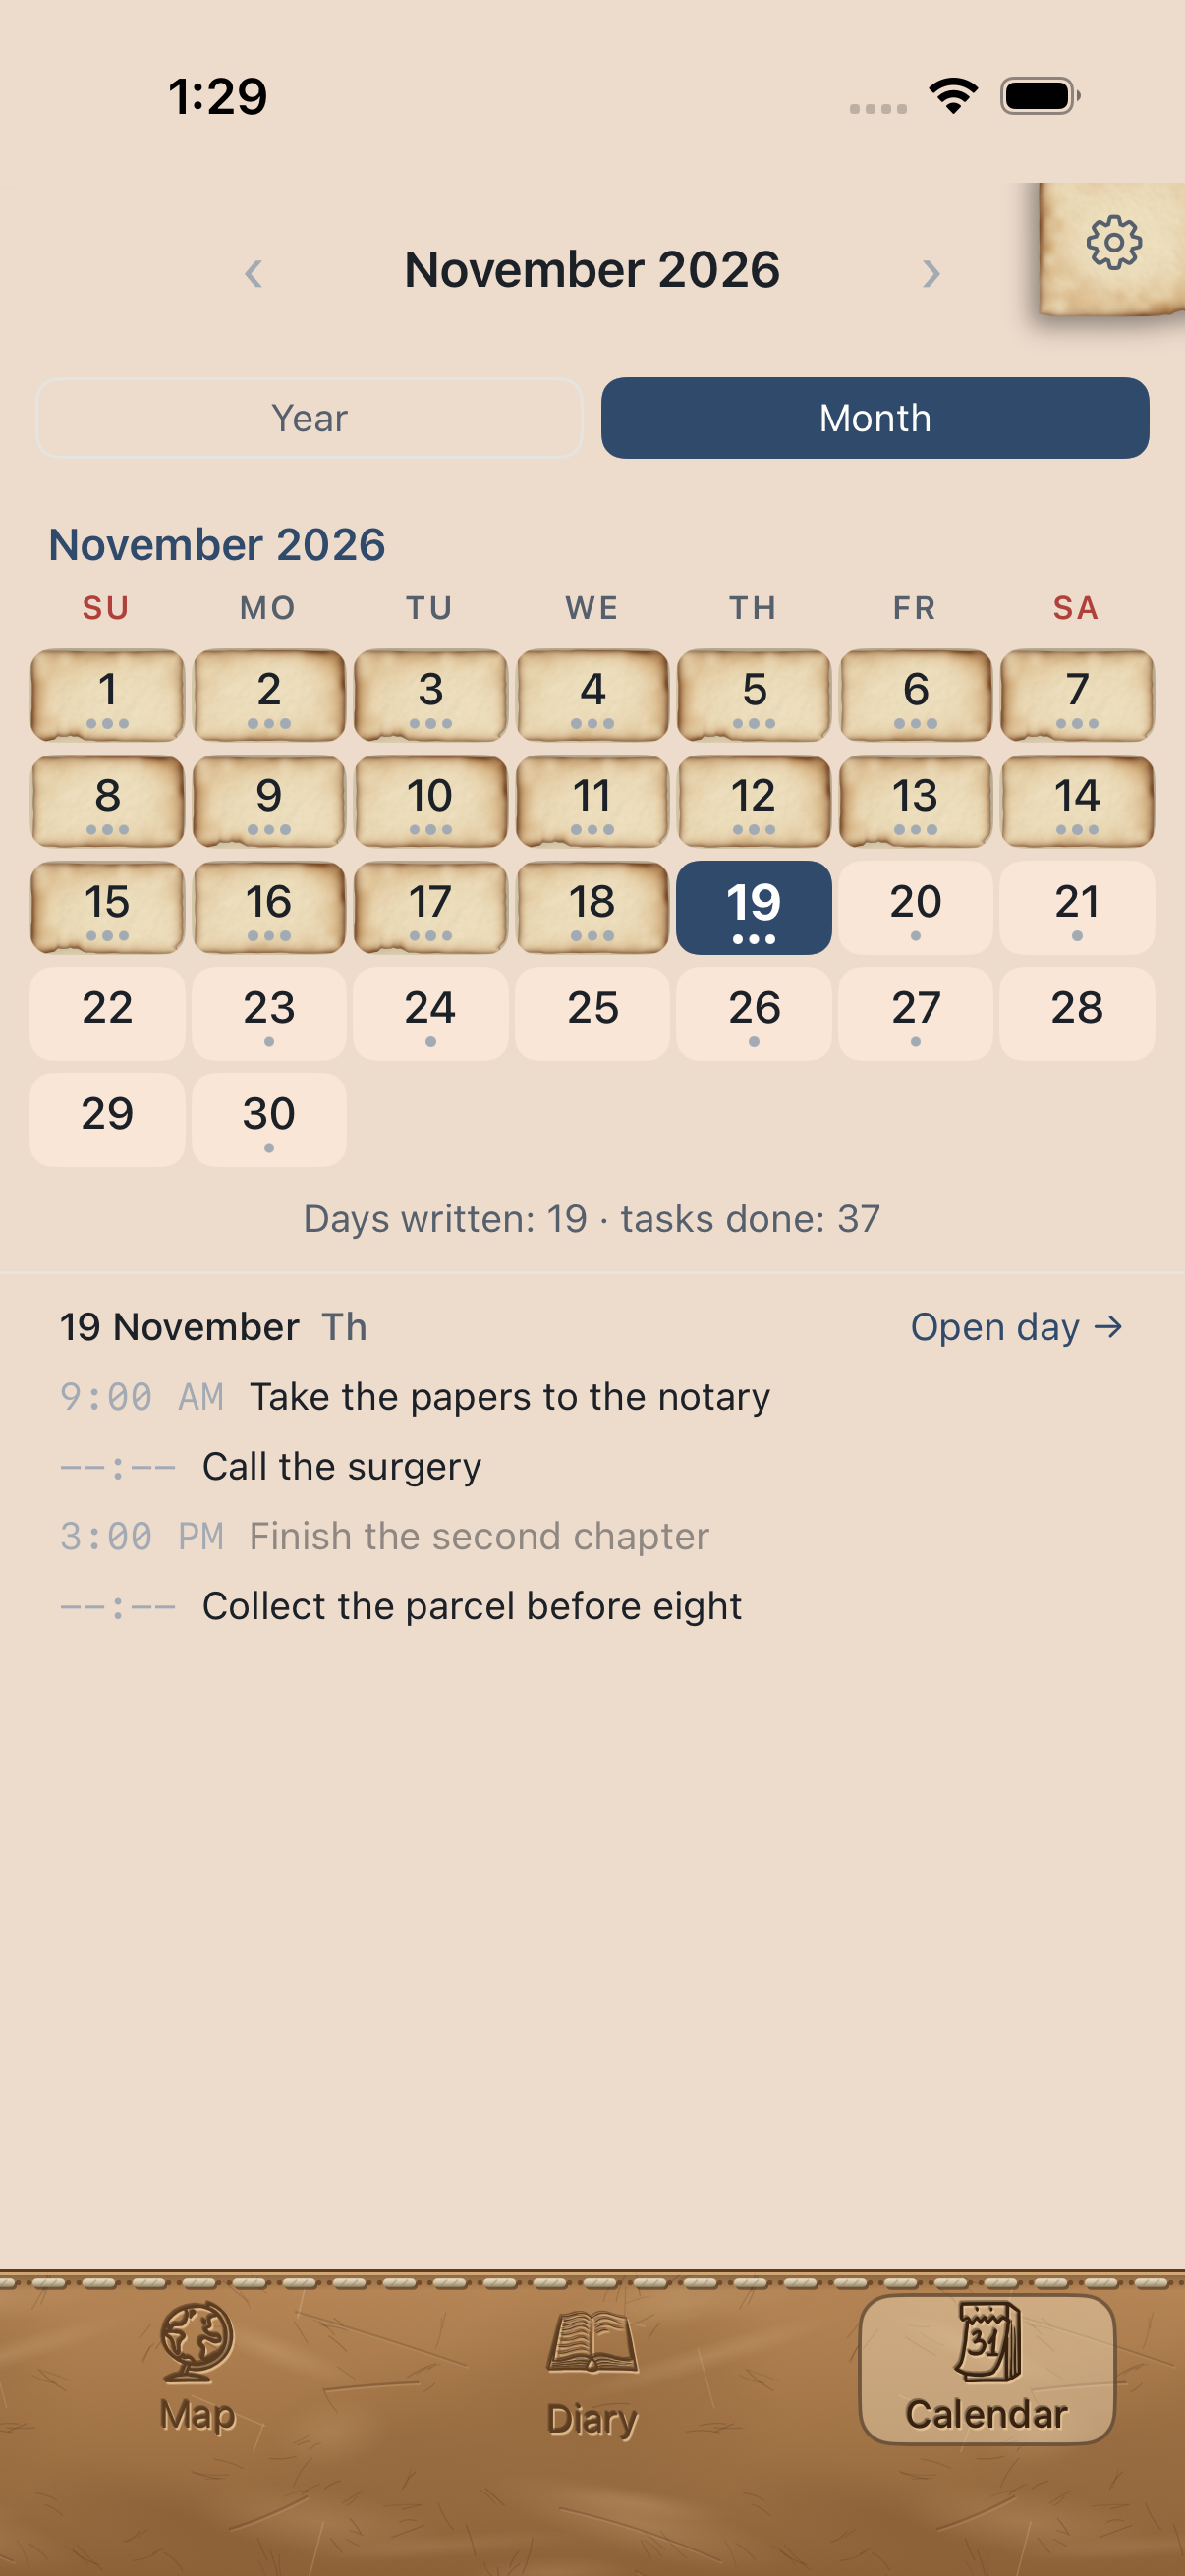 1:29
‹ November 2026 ›
Year Month
November 2026
SU MO TU WE TH FR SA
1 2 3 4 5 6 7
8 9 10 11 12 13 14
15 16 17 18 19 20 21
22 23 24 25 26 27 28
29 30
Days written: 19 · tasks done: 37
19 November Th Open day →
9:00 AM Take the papers to the notary
--:-- Call the surgery
3:00 PM Finish the second chapter
--:-- Collect the parcel before eight
31
Map Diary Calendar